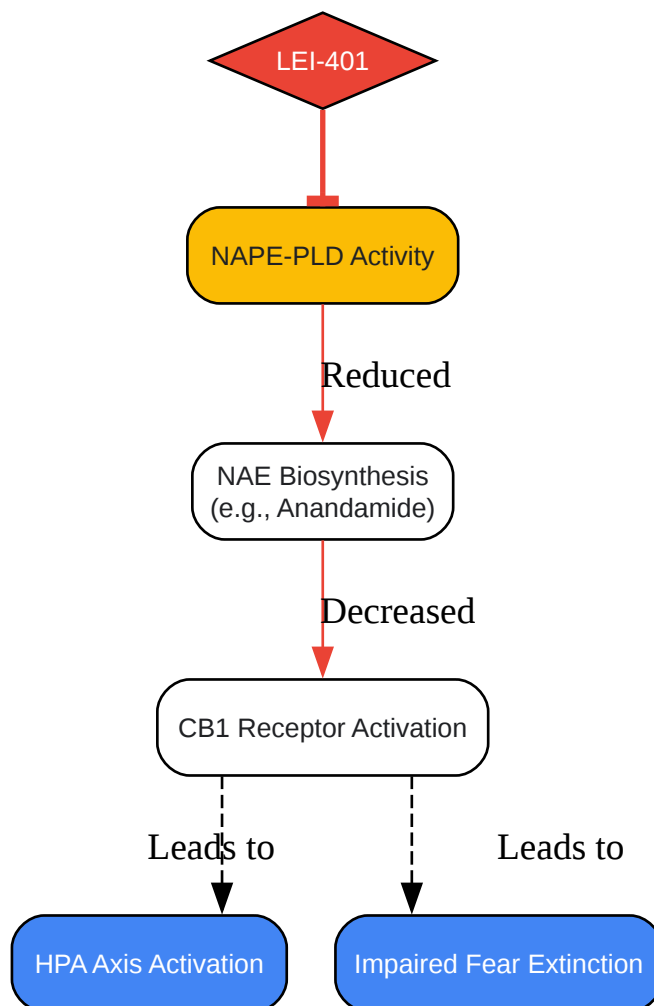 LEI-401
NAPE-PLD Activity
Reduced
NAE Biosynthesis
(e.g., Anandamide)
Decreased
CB1 Receptor Activation
Leads to
Leads to
HPA Axis Activation
Impaired Fear Extinction